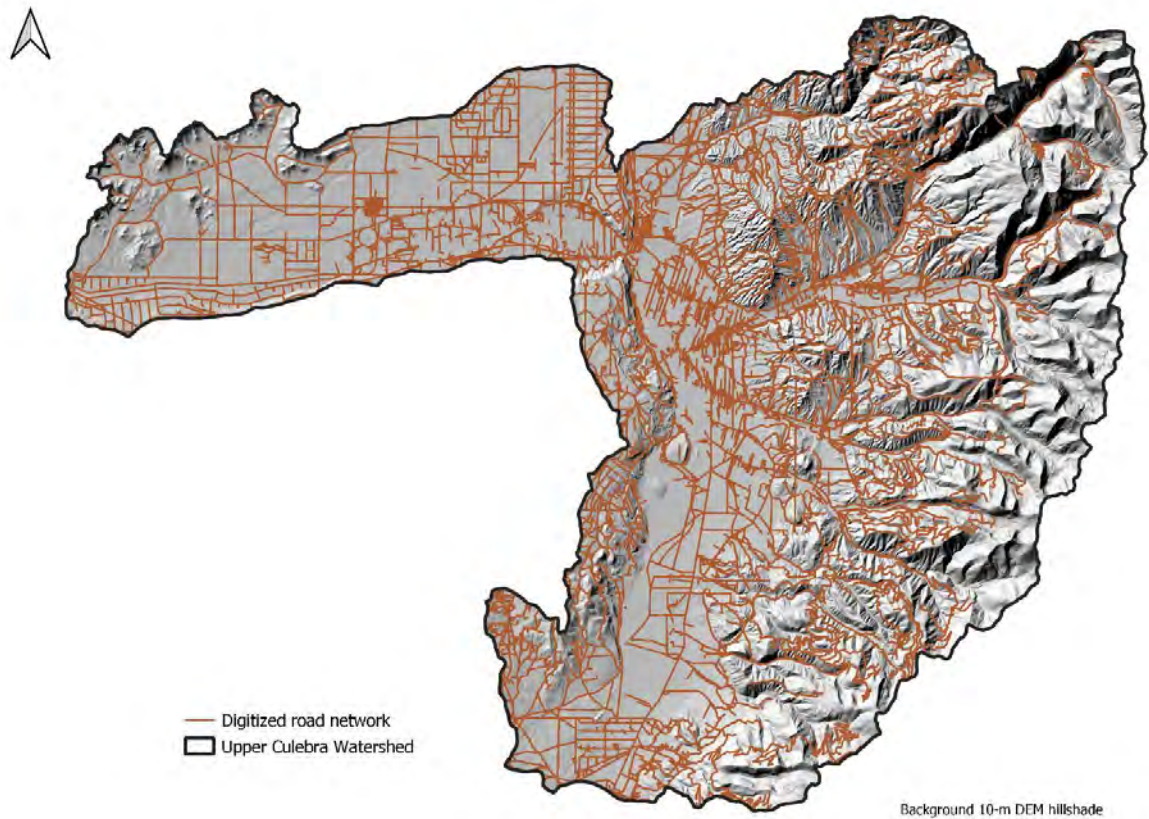 Digitized road network
Upper Culebra Watershed
Background 10-m DEM hillshade